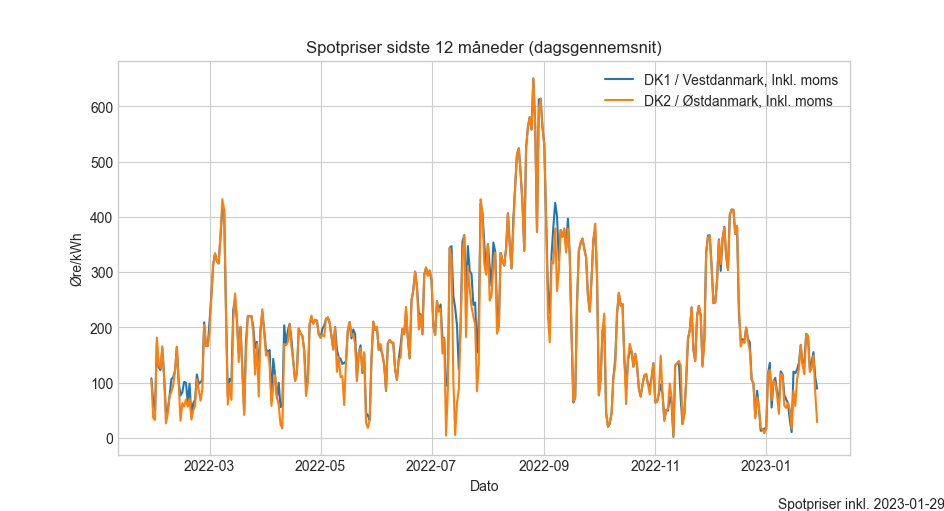 Spotpriser sidste 12 måneder (dagsgennemsnit)
DK1 / Vestdanmark, Inkl. moms
DK2 / Østdanmark, Inkl. moms
Øre/kWh
600
500
400
300
200
100
0
2022-03 2022-05 2022-07 2022-09 2022-11 2023-01
Dato
Spotpriser inkl. 2023-01-29